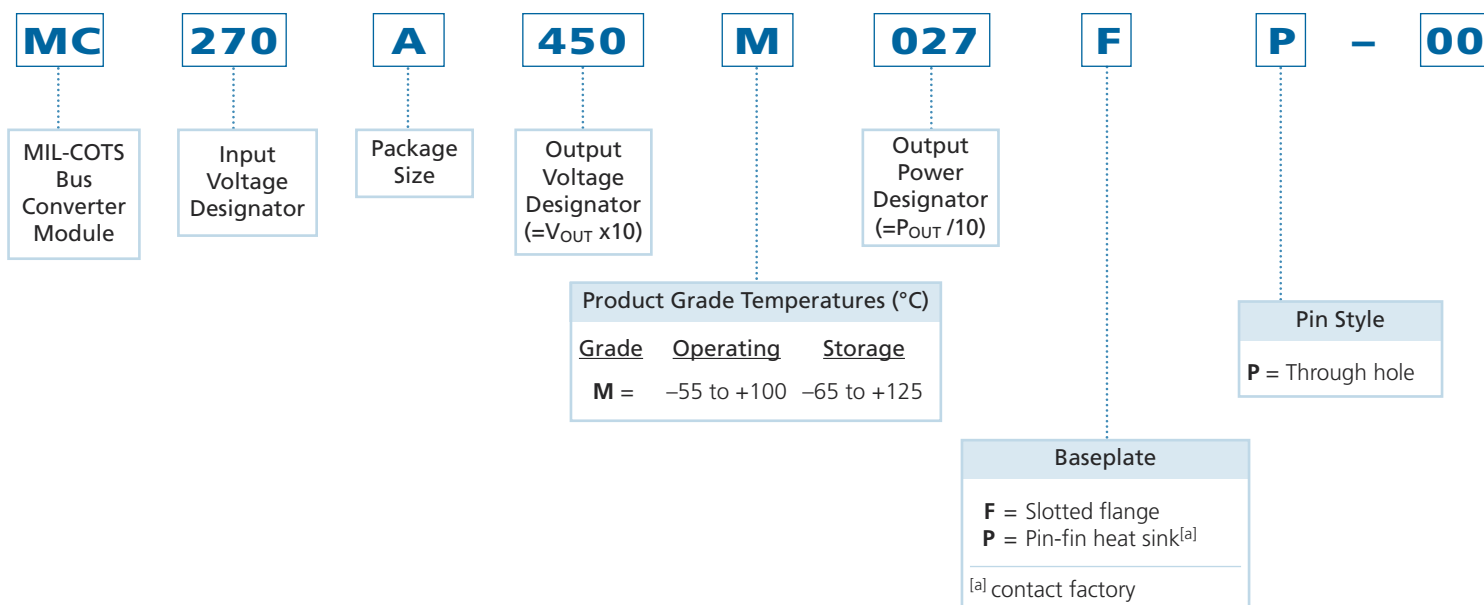 MC 270 A 450 M 027 F P – 00
MIL-COTS
Bus
Converter
Module
Input
Voltage
Designator
Package
Size
Output
Voltage
Designator
(=VOUT x10)
Output
Power
Designator
(=POUT /10)
Product Grade Temperatures (°C)
Grade Operating Storage
M = –55 to +100 –65 to +125
Pin Style
P = Through hole
Baseplate
F = Slotted flange
P = Pin-fin heat sink[a]
[a] contact factory